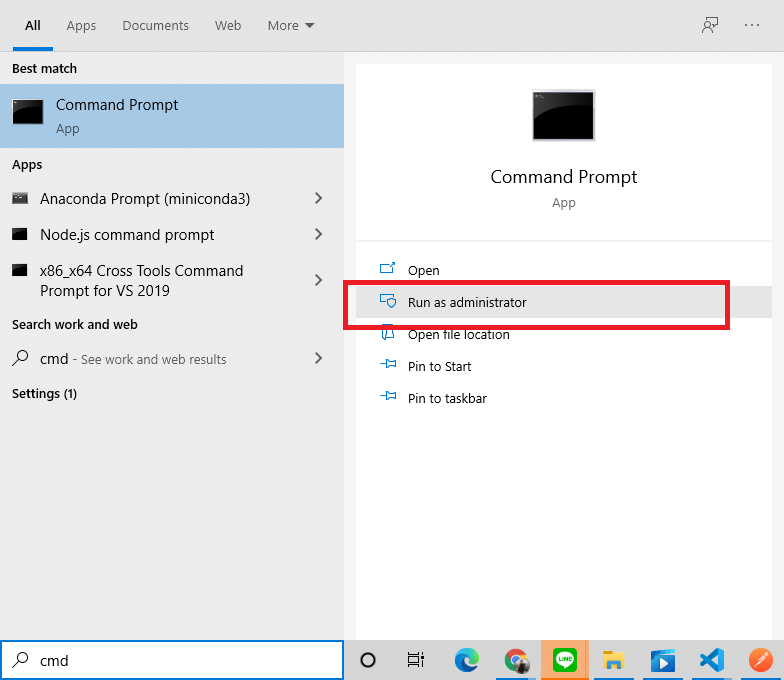 All Apps Documents Web More
Best match
Command Prompt
App
Apps
Anaconda Prompt (miniconda3)
Node.js command prompt
x86_x64 Cross Tools Command
Prompt for VS 2019
Search work and web
cmd - See work and web results
Settings (1)
Command Prompt
App
Open
Run as administrator
Open file location
Pin to Start
Pin to taskbar
cmd
LINE